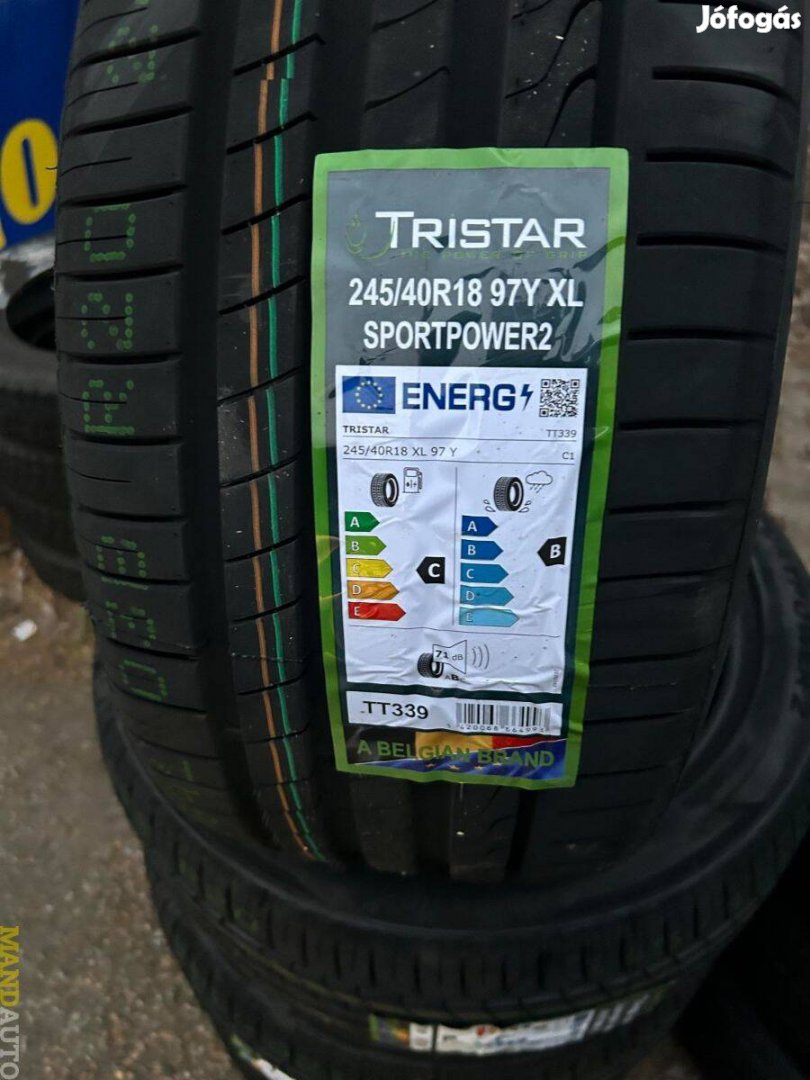 Jófogás
TRISTAR
THE POWER OF GRIP
245/40R18 97Y XL
SPORTPOWER2
ENERG
TRISTAR TT339
245/40R18 XL 97 Y C1
A A
B B B
C C C
D D
E E
71 dB
AB
TT339
A BELGIAN BRAND
MANDAUTO